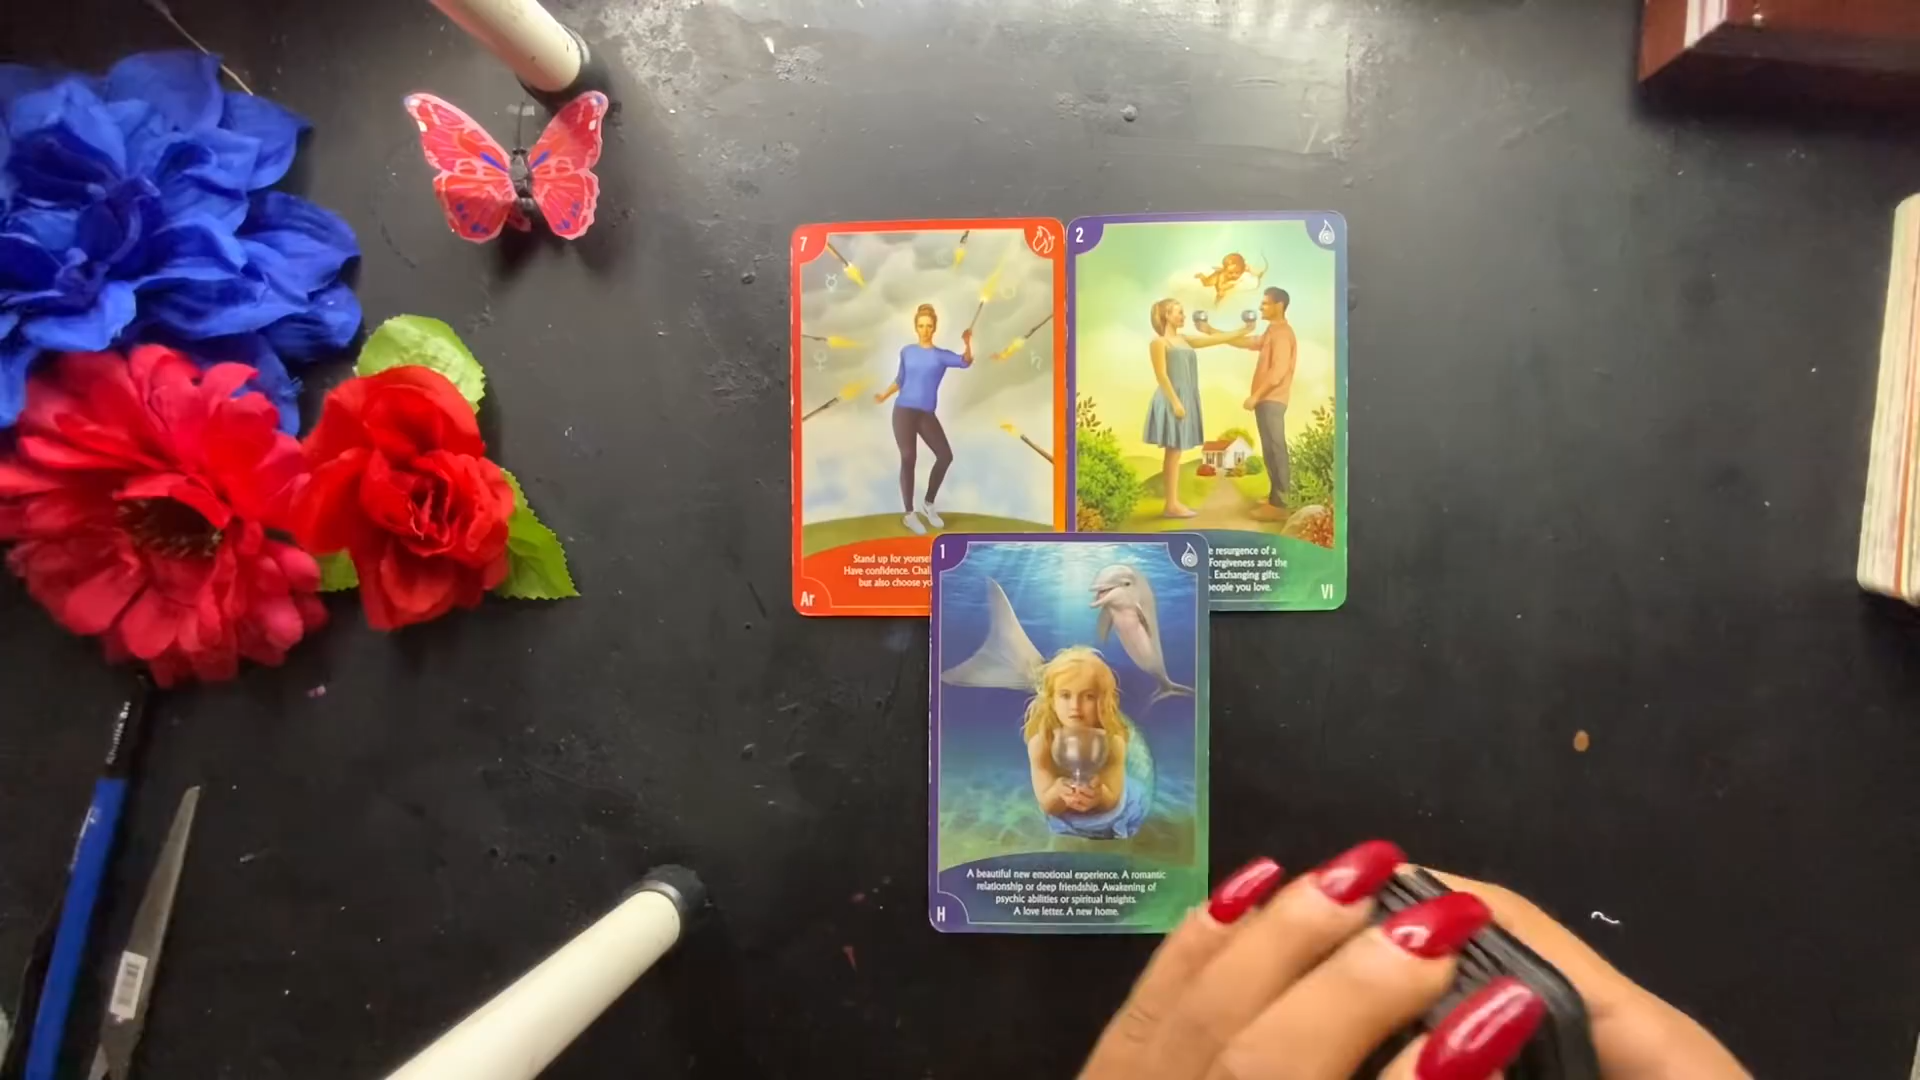 7
Stand up for
Have confidence.
but also choose
Ar
2
resurgence of a
Forgiveness and the
Exchanging gifts.
people you love.
VI
1
A beautiful new emotional experience. A romantic
relationship or deep friendship. Awakening of
psychic abilities or spiritual insights.
A love letter. A new home.
H